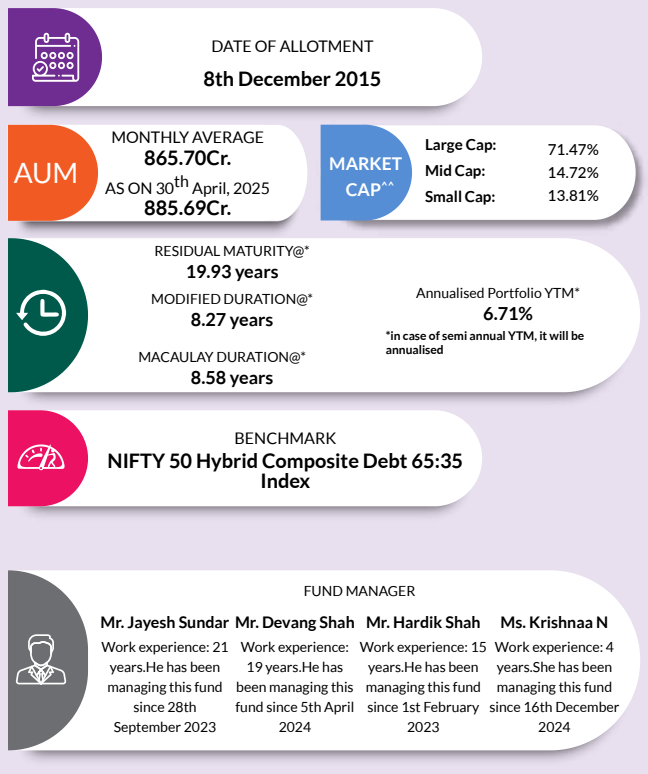 DATE OF ALLOTMENT
8th December 2015
AUM
MONTHLY AVERAGE
865.70Cr.
AS ON 30th April, 2025
885.69Cr.
MARKET
CAP^^
Large Cap: 71.47%
Mid Cap: 14.72%
Small Cap: 13.81%
RESIDUAL MATURITY@*
19.93 years
MODIFIED DURATION@*
8.27 years
MACAULAY DURATION@*
8.58 years
Annualised Portfolio YTM*
6.71%
*in case of semi annual YTM, it will be
annualised
BENCHMARK
NIFTY 50 Hybrid Composite Debt 65:35
Index
FUND MANAGER
Mr. Jayesh Sundar
Work experience: 21
years.He has been
managing this fund
since 28th
September 2023
Mr. Devang Shah
Work experience:
19 years.He has
been managing this
fund since 5th April
2024
Mr. Hardik Shah
Work experience: 15
years.He has been
managing this fund
since 1st February
2023
Ms. Krishnaa N
Work experience: 4
years.She has been
managing this fund
since 16th December
2024